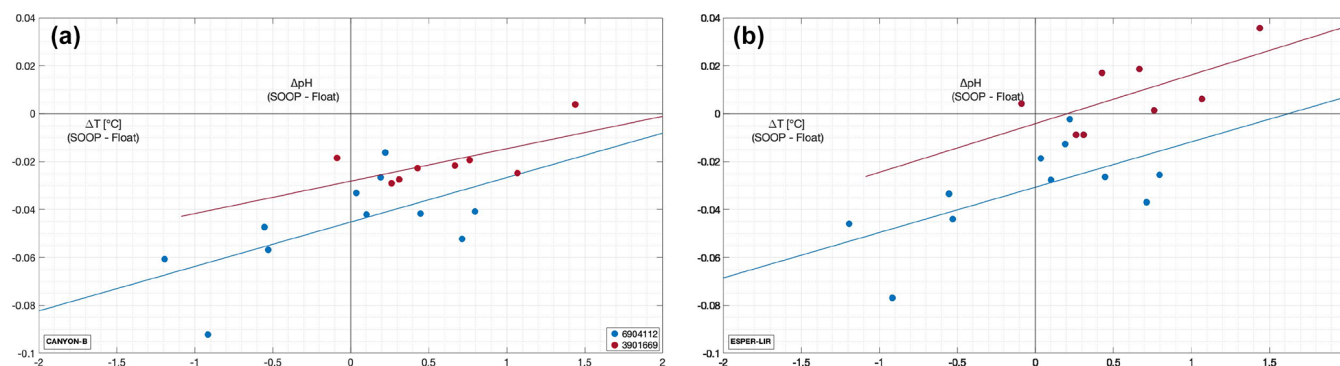 (a)
0.04
0.02
0
-0.02
-0.04
-0.06
-0.08
-0.1
-2
-1.5
-1
-0.5
0
0.5
1
1.5
2
ΔpH
(SOOP - Float)
ΔT [°C]
(SOOP - Float)
CANYON-B
6904112
3901669
(b)
0.04
0.02
0
-0.02
-0.04
-0.06
-0.08
-0.1
-2
-1.5
-1
-0.5
0
0.5
1
1.5
ΔpH
(SOOP - Float)
ΔT [°C]
(SOOP - Float)
ESPER-LIR